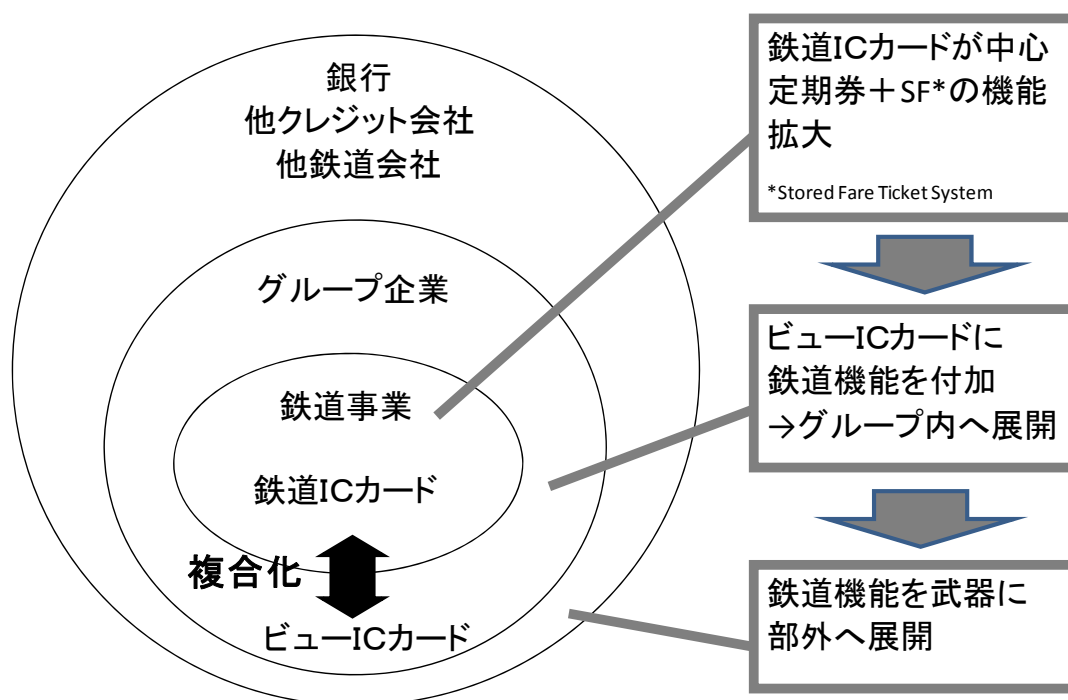 銀行
他クレジット会社
他鉄道会社
グループ企業
鉄道事業
鉄道ICカード
複合化
ビューICカード
鉄道ICカードが中心
定期券＋SF*の機能
拡大
*Stored Fare Ticket System
ビューICカードに
鉄道機能を付加
→グループ内へ展開
鉄道機能を武器に
部外へ展開